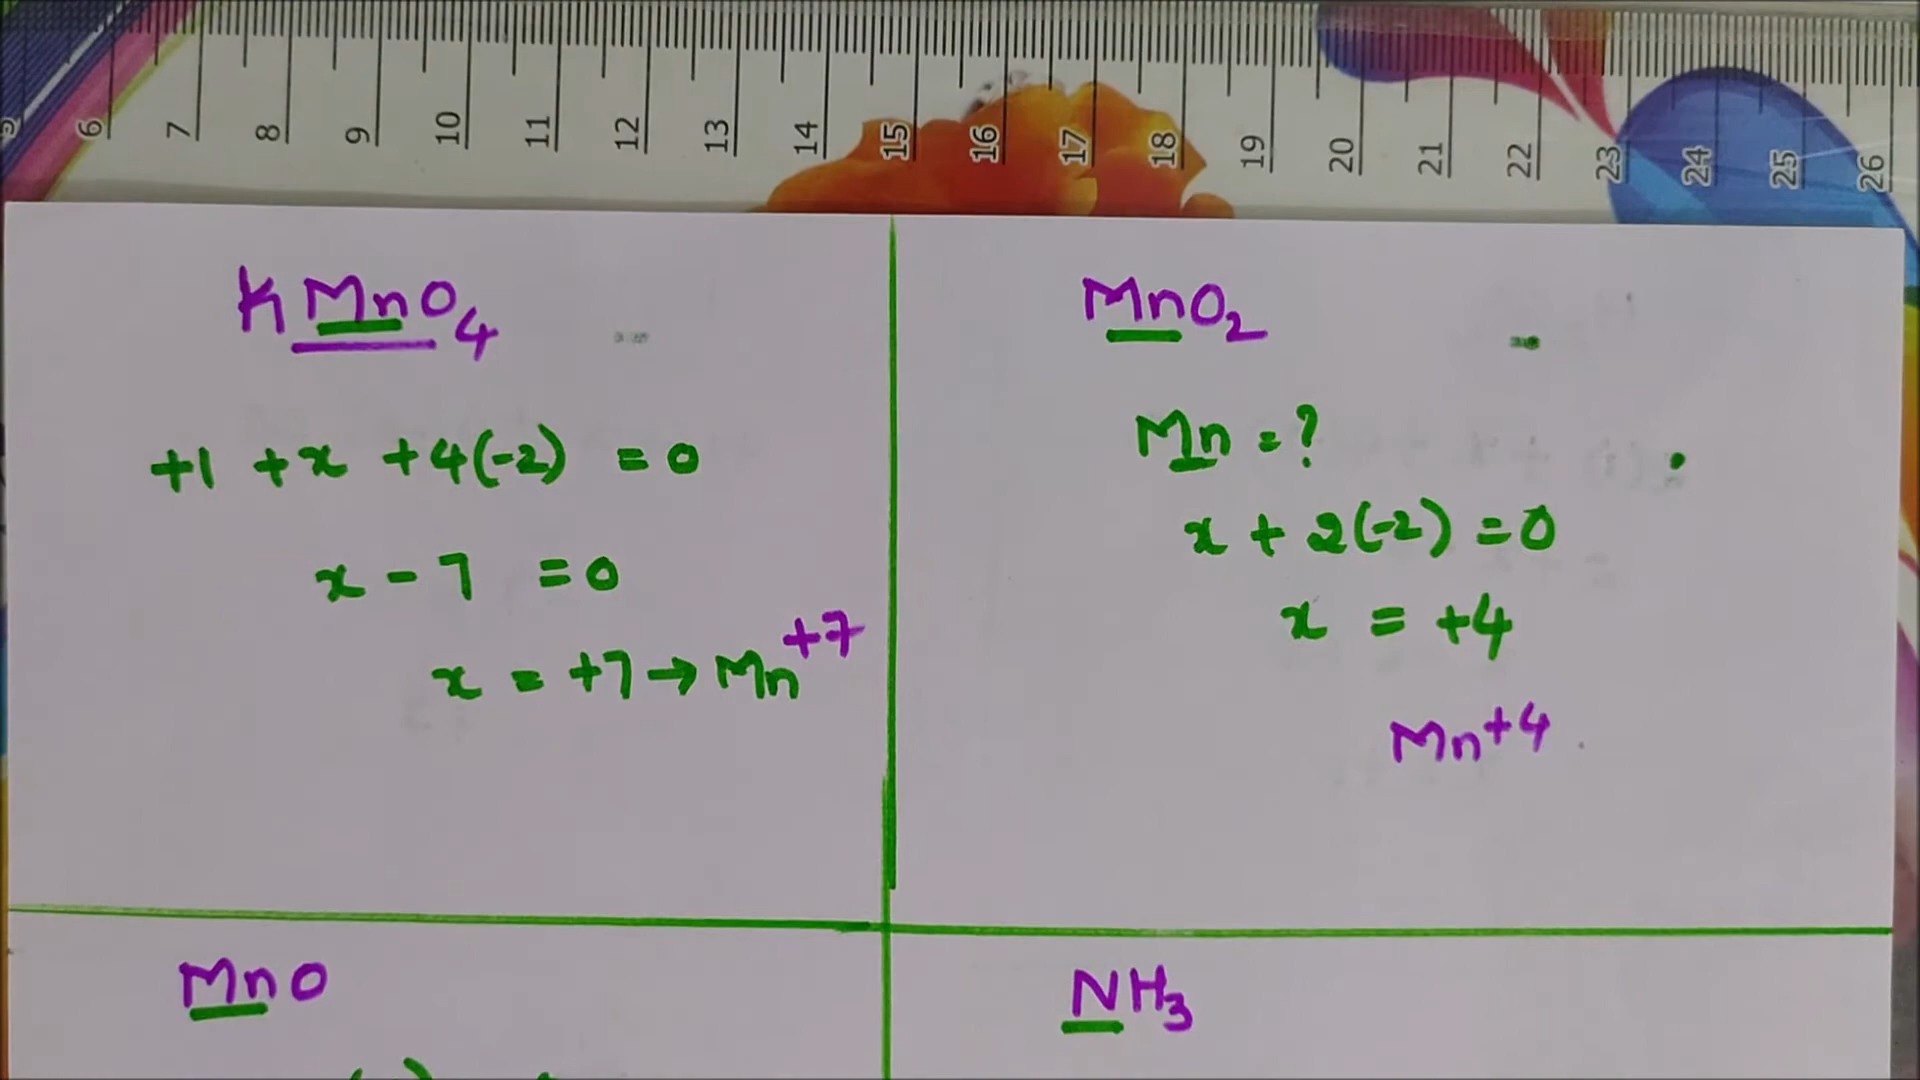 5 6 7 8 9 10 11 12 13 14 15 16 17 18 19 20 21 22 23 24 25 26
KMnO₄
+1 +x +4(-2) = 0
x - 7 = 0
x = +7 → Mn⁺⁷
MnO₂
Mn = ?
x + 2(-2) = 0
x = +4
Mn⁺⁴
MnO
NH₃